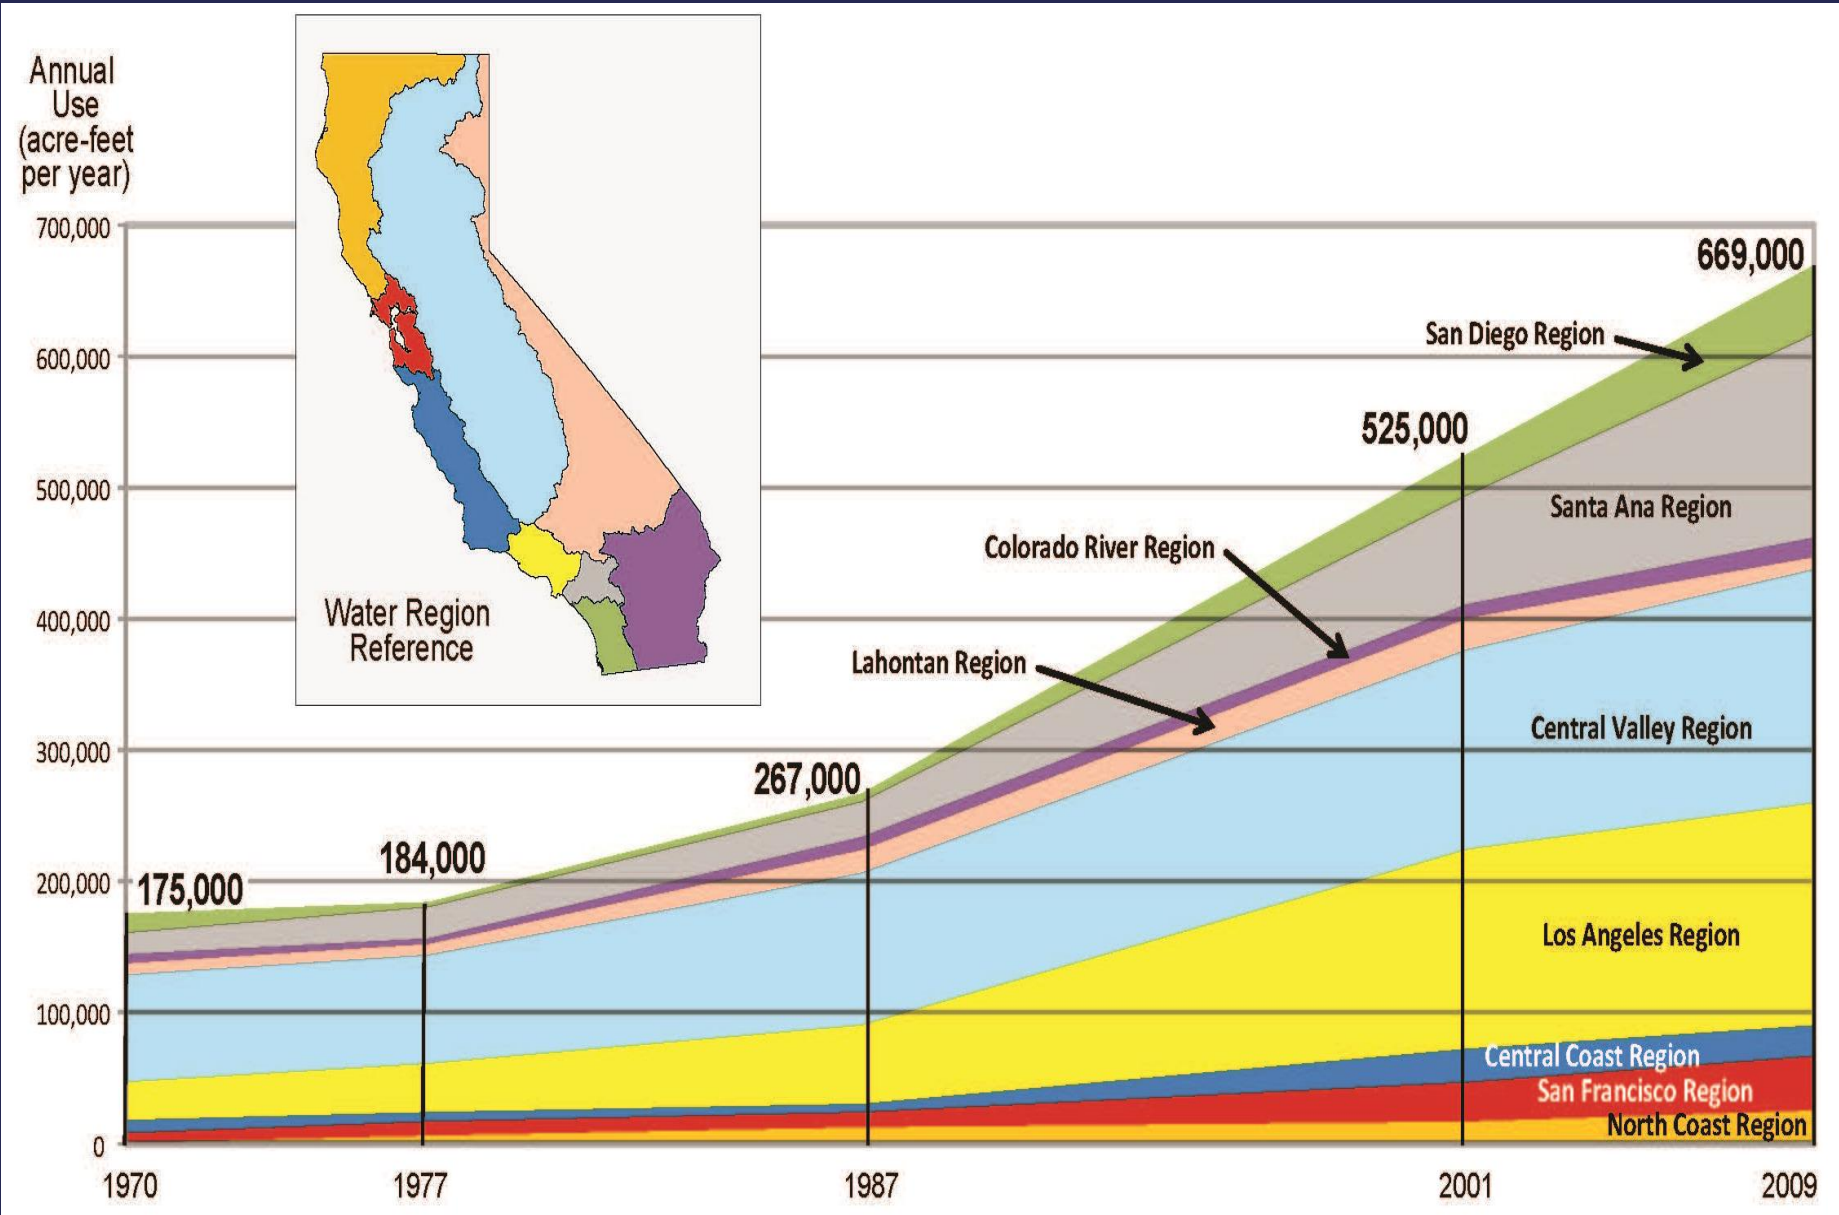 Annual
Use
(acre-feet
per year)
700,000
600,000
500,000
400,000
300,000
200,000
100,000
0
Water Region
Reference
175,000
184,000
267,000
525,000
669,000
San Diego Region
Santa Ana Region
Colorado River Region
Lahontan Region
Central Valley Region
Los Angeles Region
Central Coast Region
San Francisco Region
North Coast Region
1970
1977
1987
2001
2009